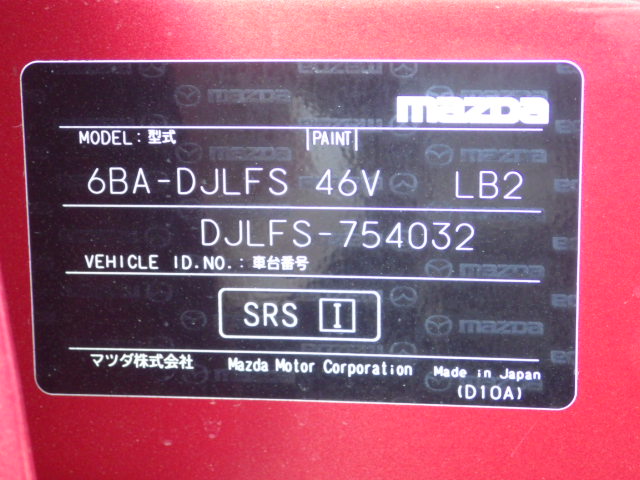 mazda
MODEL: 型式 PAINT
6BA-DJLFS 46V LB2
DJLFS-754032
VEHICLE ID.NO.: 車台番号
SRS I
マツダ株式会社 Mazda Motor Corporation Made in Japan
(D10A)